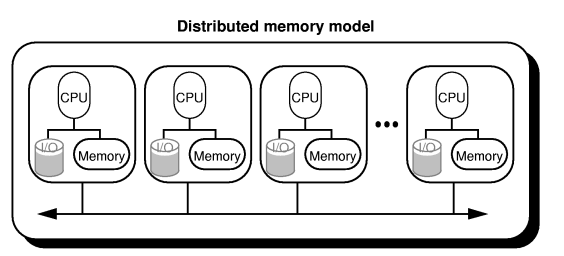 Distributed memory model
CPU CPU CPU CPU
I/O Memory I/O Memory I/O Memory ••• I/O Memory